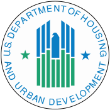 U.S. DEPARTMENT OF HOUSING
AND URBAN DEVELOPMENT